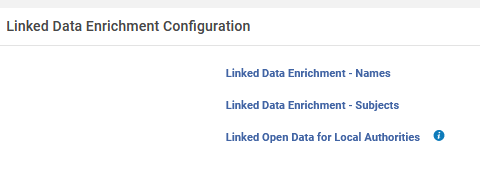 Linked Data Enrichment Configuration
Linked Data Enrichment - Names
Linked Data Enrichment - Subjects
Linked Open Data for Local Authorities